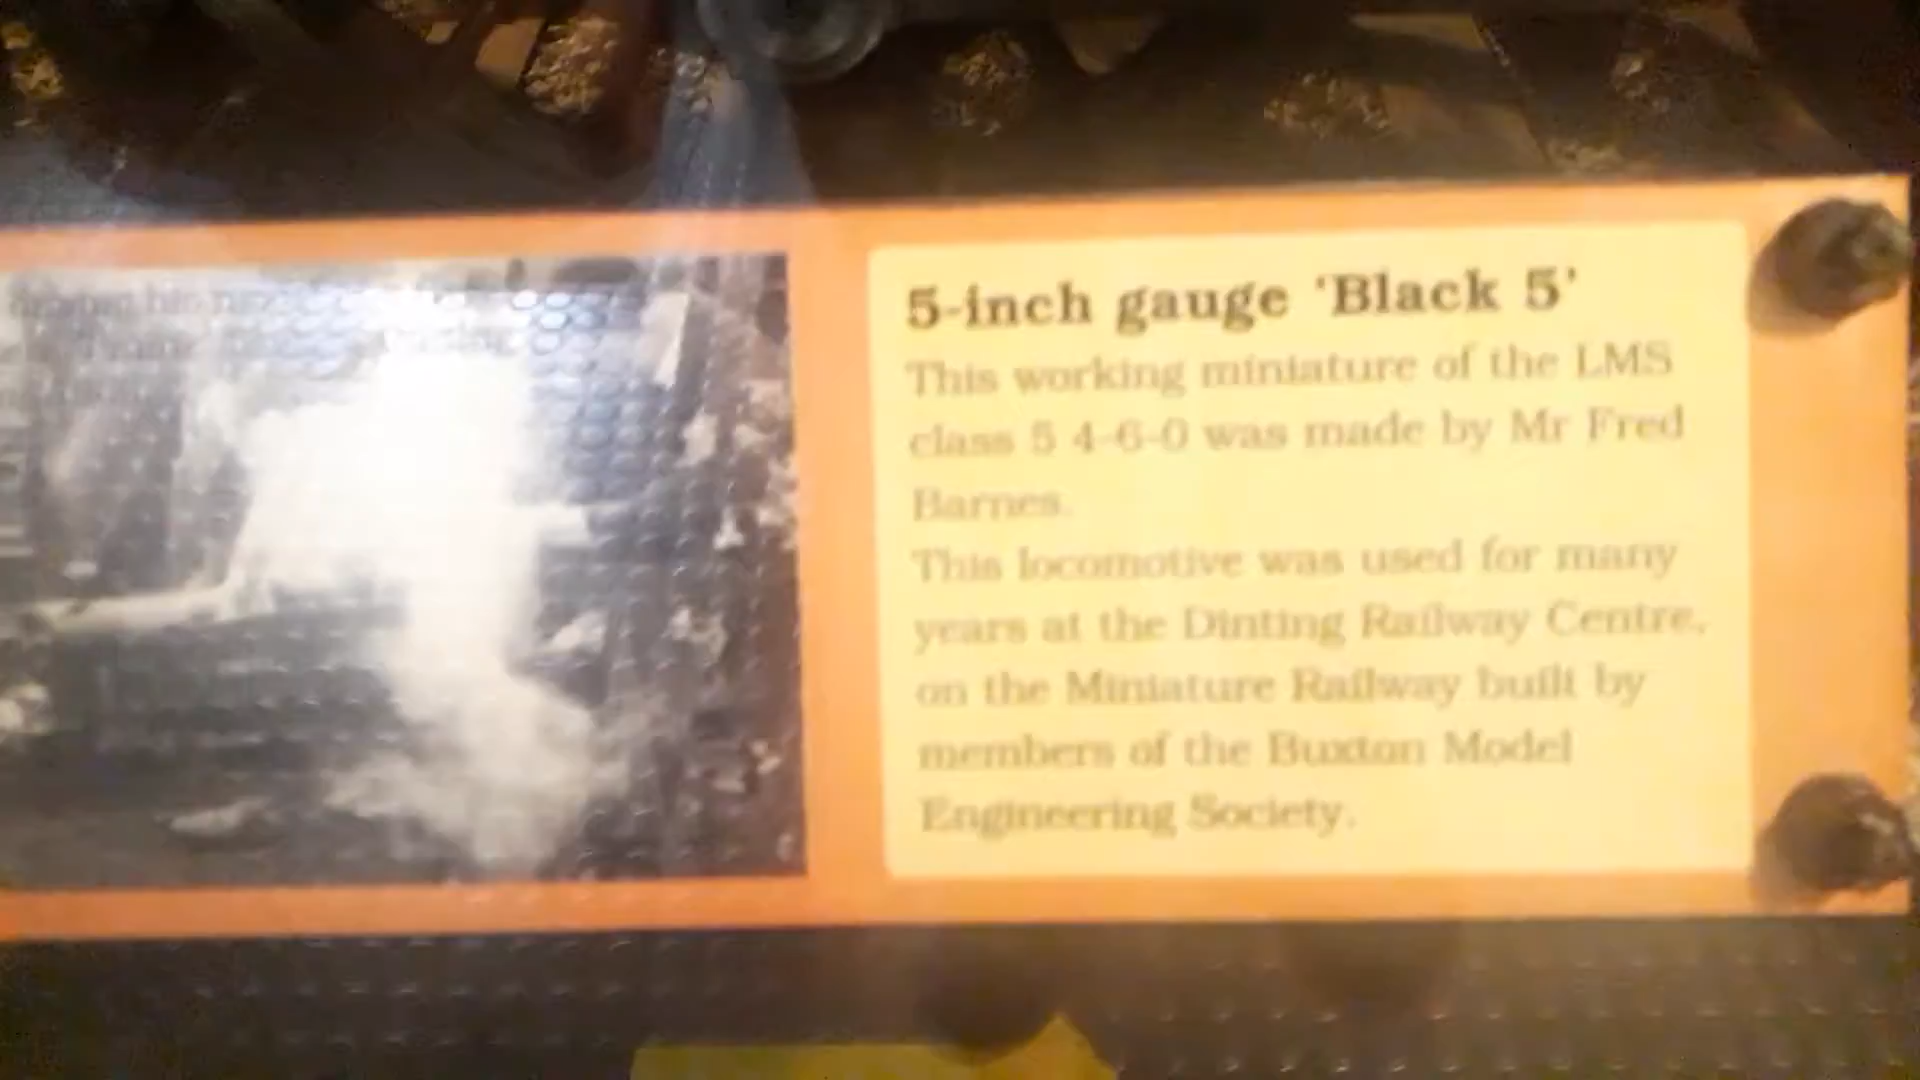 5-inch gauge 'Black 5'
This working miniature of the LMS
class 5 4-6-0 was made by Mr Fred
Barnes.
This locomotive was used for many
years at the Dinting Railway Centre,
on the Miniature Railway built by
members of the Buxton Model
Engineering Society.